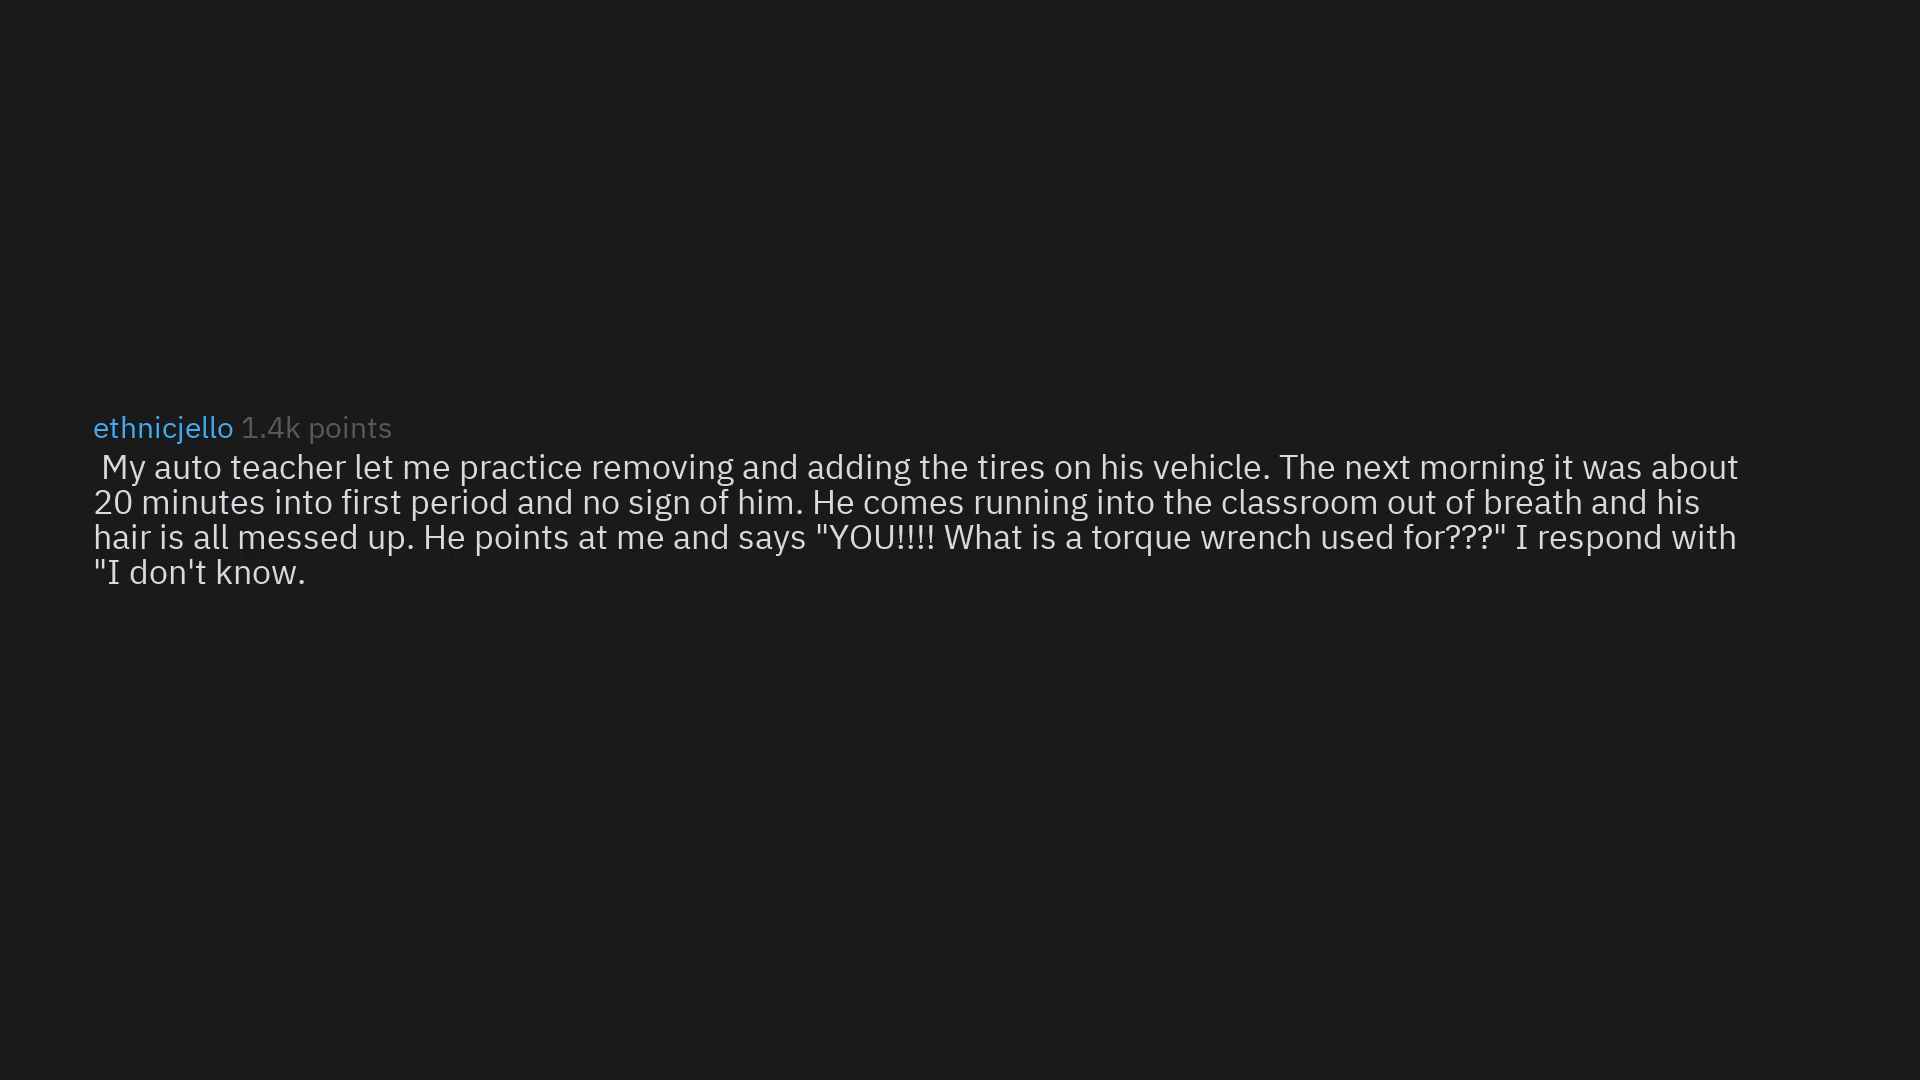 ethnicjello 1.4k points
My auto teacher let me practice removing and adding the tires on his vehicle. The next morning it was about
20 minutes into first period and no sign of him. He comes running into the classroom out of breath and his
hair is all messed up. He points at me and says "YOU!!!! What is a torque wrench used for???" I respond with
"I don't know.